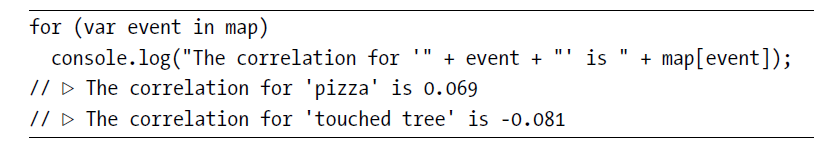 for (var event in map)
  console.log("The correlation for '" + event + "' is " + map[event]);
// ▷ The correlation for 'pizza' is 0.069
// ▷ The correlation for 'touched tree' is -0.081